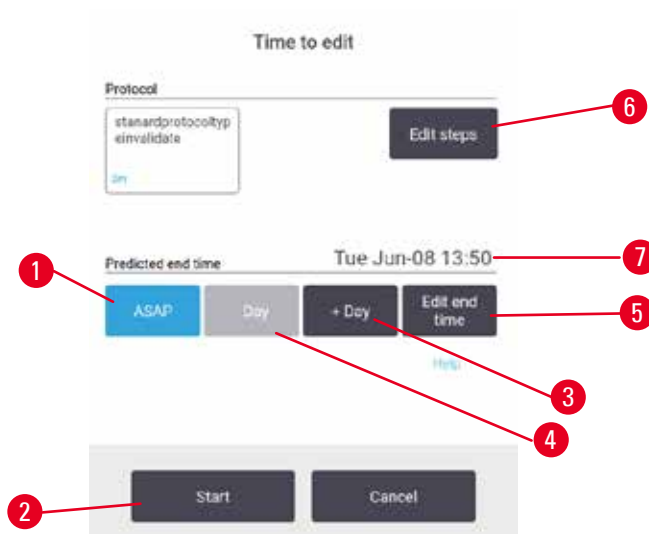 Time to edit
Protocol
stanardprotocoltyp
einvalidate
Edit steps
6
1
Predicted end time
Tue Jun-08 13:50
7
ASAP
Day
+ Day
Edit end
time
5
Help
3
4
2
Start
Cancel